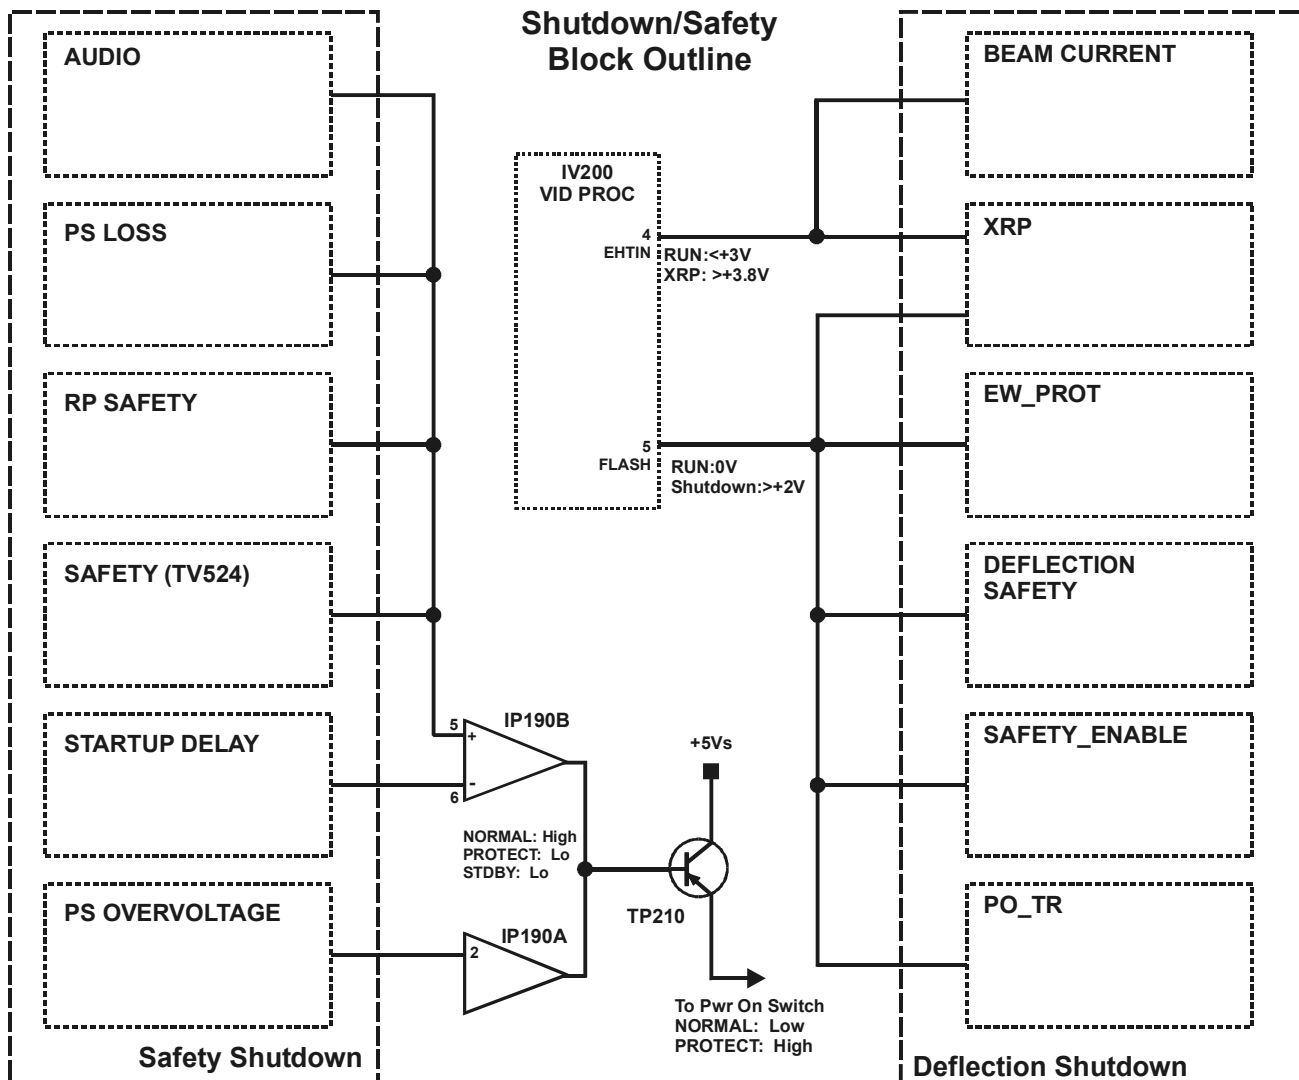 Shutdown/Safety
Block Outline
AUDIO
PS LOSS
RP SAFETY
SAFETY (TV524)
STARTUP DELAY
PS OVERVOLTAGE
Safety Shutdown
IV200
VID PROC
4
EHTIN
RUN:<+3V
XRP: >+3.8V
5
FLASH
RUN:0V
Shutdown:>+2V
IP190B
5
+
-
6
NORMAL: High
PROTECT: Lo
STDBY: Lo
IP190A
2
+5Vs
TP210
To Pwr On Switch
NORMAL: Low
PROTECT: High
BEAM CURRENT
XRP
EW_PROT
DEFLECTION
SAFETY
SAFETY_ENABLE
PO_TR
Deflection Shutdown